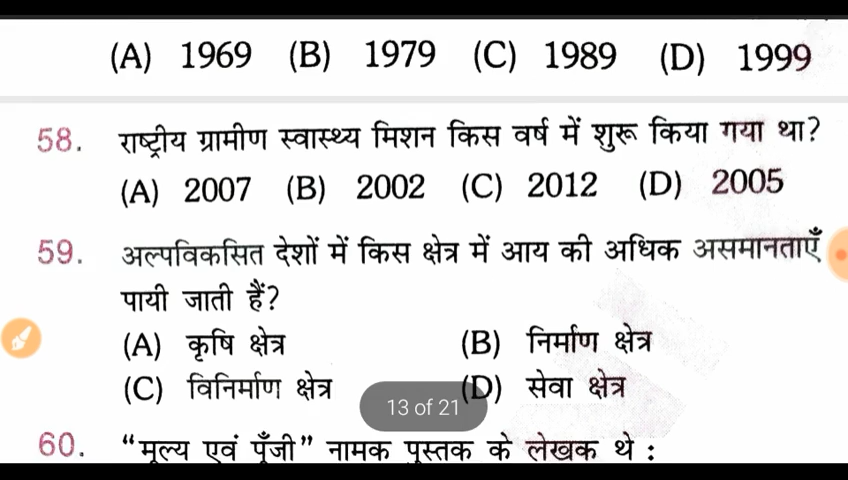 (A) 1969 (B) 1979 (C) 1989 (D) 1999
58. राष्ट्रीय ग्रामीण स्वास्थ्य मिशन किस वर्ष में शुरू किया गया था?
(A) 2007 (B) 2002 (C) 2012 (D) 2005
59. अल्पविकसित देशों में किस क्षेत्र में आय की अधिक असमानताएँ
पायी जाती हैं?
(A) कृषि क्षेत्र (B) निर्माण क्षेत्र
(C) विनिर्माण क्षेत्र (D) सेवा क्षेत्र
13 of 21
60. “मूल्य एवं पूँजी” नामक पुस्तक के लेखक थे :